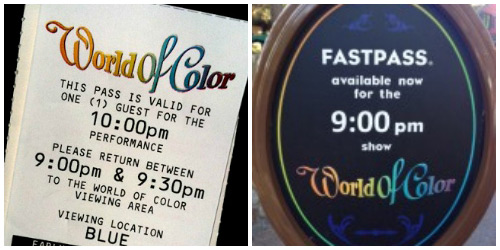 World Of Color
THIS PASS IS VALID FOR
ONE (1) GUEST FOR THE
10:00pm
PERFORMANCE
PLEASE RETURN BETWEEN
9:00pm & 9:30pm
TO THE WORLD OF COLOR
VIEWING AREA
VIEWING LOCATION
BLUE
FASTPASS®
available now
for the
9:00 pm
show
World Of Color